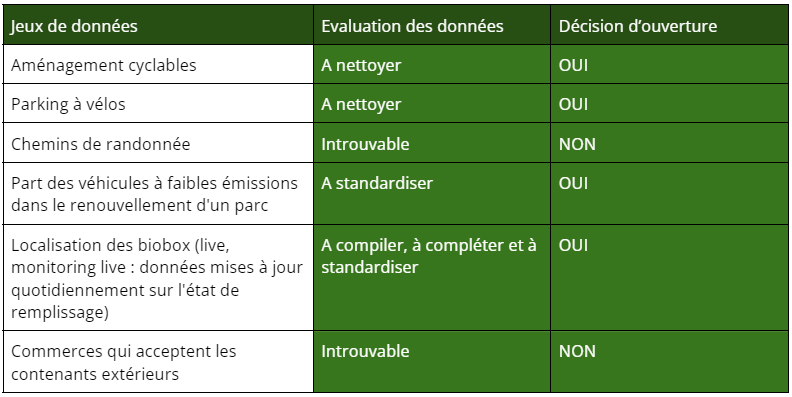 Jeux de données
Evaluation des données
Décision d'ouverture
Aménagement cyclables
A nettoyer
OUI
Parking à vélos
A nettoyer
OUI
Chemins de randonnée
Introuvable
NON
Part des véhicules à faibles émissions
dans le renouvellement d'un parc
A standardiser
OUI
Localisation des biobox (live,
monitoring live : données mises à jour
quotidiennement sur l'état de
remplissage)
A compiler, à compléter et à
standardiser
OUI
Commerces qui acceptent les
contenants extérieurs
Introuvable
NON